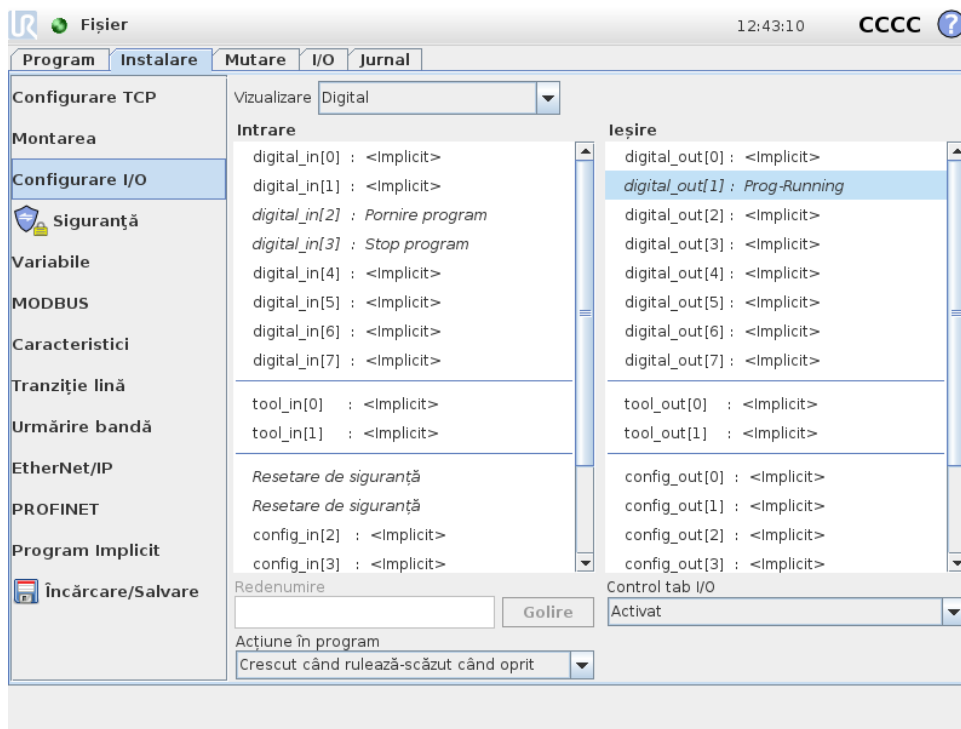 UR Fișier 12:43:10 CCCC ?
Program Instalare Mutare I/O Jurnal
Configurare TCP
Montarea
Configurare I/O
Siguranță
Variabile
MODBUS
Caracteristici
Tranziție lină
Urmărire bandă
EtherNet/IP
PROFINET
Program Implicit
Încărcare/Salvare
Vizualizare Digital
Intrare
digital_in[0] : <Implicit>
digital_in[1] : <Implicit>
digital_in[2] : Pornire program
digital_in[3] : Stop program
digital_in[4] : <Implicit>
digital_in[5] : <Implicit>
digital_in[6] : <Implicit>
digital_in[7] : <Implicit>
tool_in[0] : <Implicit>
tool_in[1] : <Implicit>
Resetare de siguranță
Resetare de siguranță
config_in[2] : <Implicit>
config_in[3] : <Implicit>
Ieșire
digital_out[0] : <Implicit>
digital_out[1] : Prog-Running
digital_out[2] : <Implicit>
digital_out[3] : <Implicit>
digital_out[4] : <Implicit>
digital_out[5] : <Implicit>
digital_out[6] : <Implicit>
digital_out[7] : <Implicit>
tool_out[0] : <Implicit>
tool_out[1] : <Implicit>
config_out[0] : <Implicit>
config_out[1] : <Implicit>
config_out[2] : <Implicit>
config_out[3] : <Implicit>
Redenumire
Golire
Acțiune în program
Crescut când rulează-scăzut când oprit
Control tab I/O
Activat